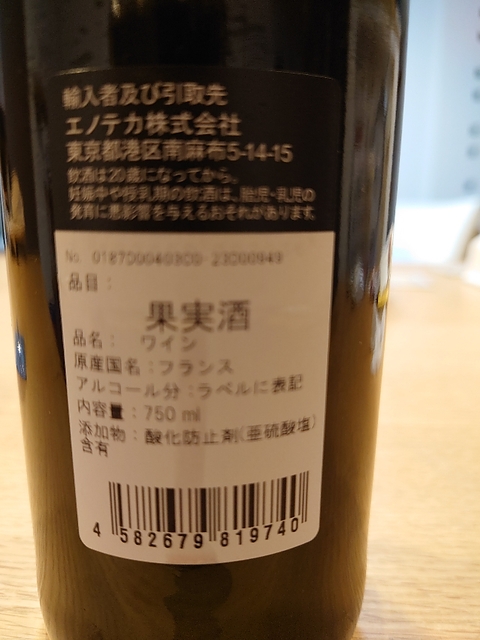 輸入者及び引取先
エノテカ株式会社
東京都港区南麻布5-14-15
飲酒は20歳になってから。
妊娠中や授乳期の飲酒は、胎児・乳児の
発育に悪影響を与えるおそれがあります
No.
品目：
果実酒
品名： ワイン
原産国名：フランス
アルコール分：ラベルに表記
内容量：750 ml
添加物：酸化防止剤(亜硫酸塩)
含有
4 582679 819740